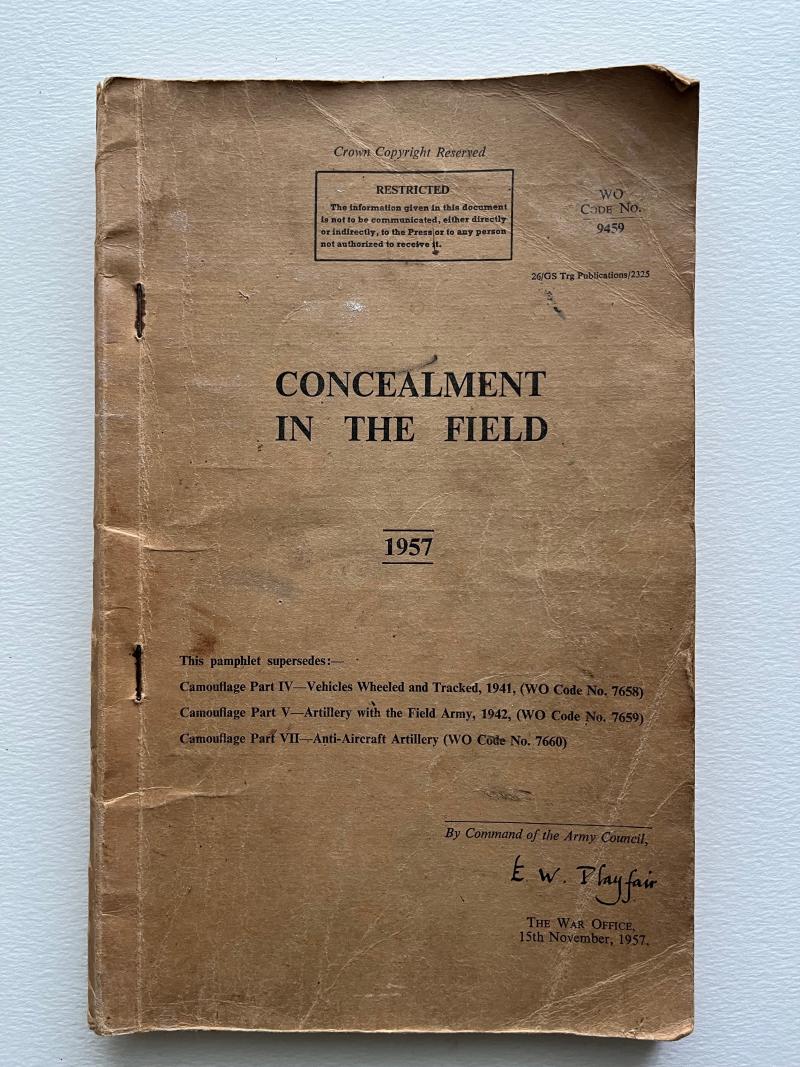 Crown Copyright Reserved
RESTRICTED
The information given in this document
is not to be communicated, either directly
or indirectly, to the Press or to any person
not authorized to receive it.
WO
CODE NO.
9459
26/GS Trg Publications/2325
CONCEALMENT
IN THE FIELD
1957
This pamphlet supersedes:—
Camouflage Part IV—Vehicles Wheeled and Tracked, 1941, (WO Code No. 7658)
Camouflage Part V—Artillery with the Field Army, 1942, (WO Code No. 7659)
Camouflage Part VII—Anti-Aircraft Artillery (WO Code No. 7660)
By Command of the Army Council,
E. W. Playfair
THE WAR OFFICE,
15th November, 1957.